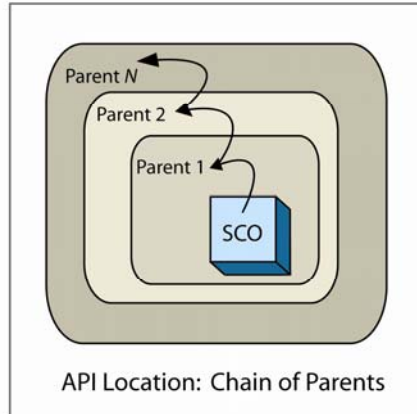 Parent N
Parent 2
Parent 1
SCO
API Location: Chain of Parents